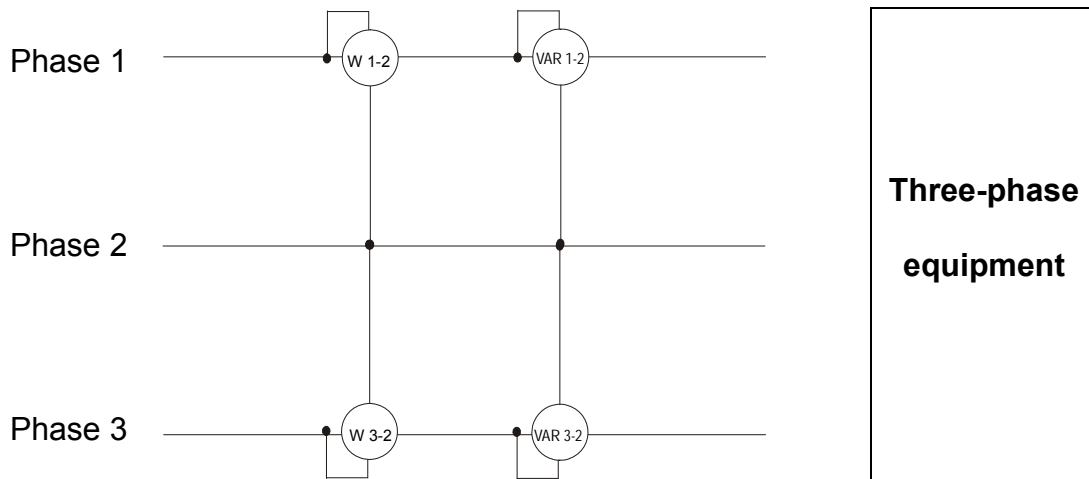 Phase 1
W 1-2
VAR 1-2
Three-phase
equipment
Phase 2
Phase 3
W 3-2
VAR 3-2